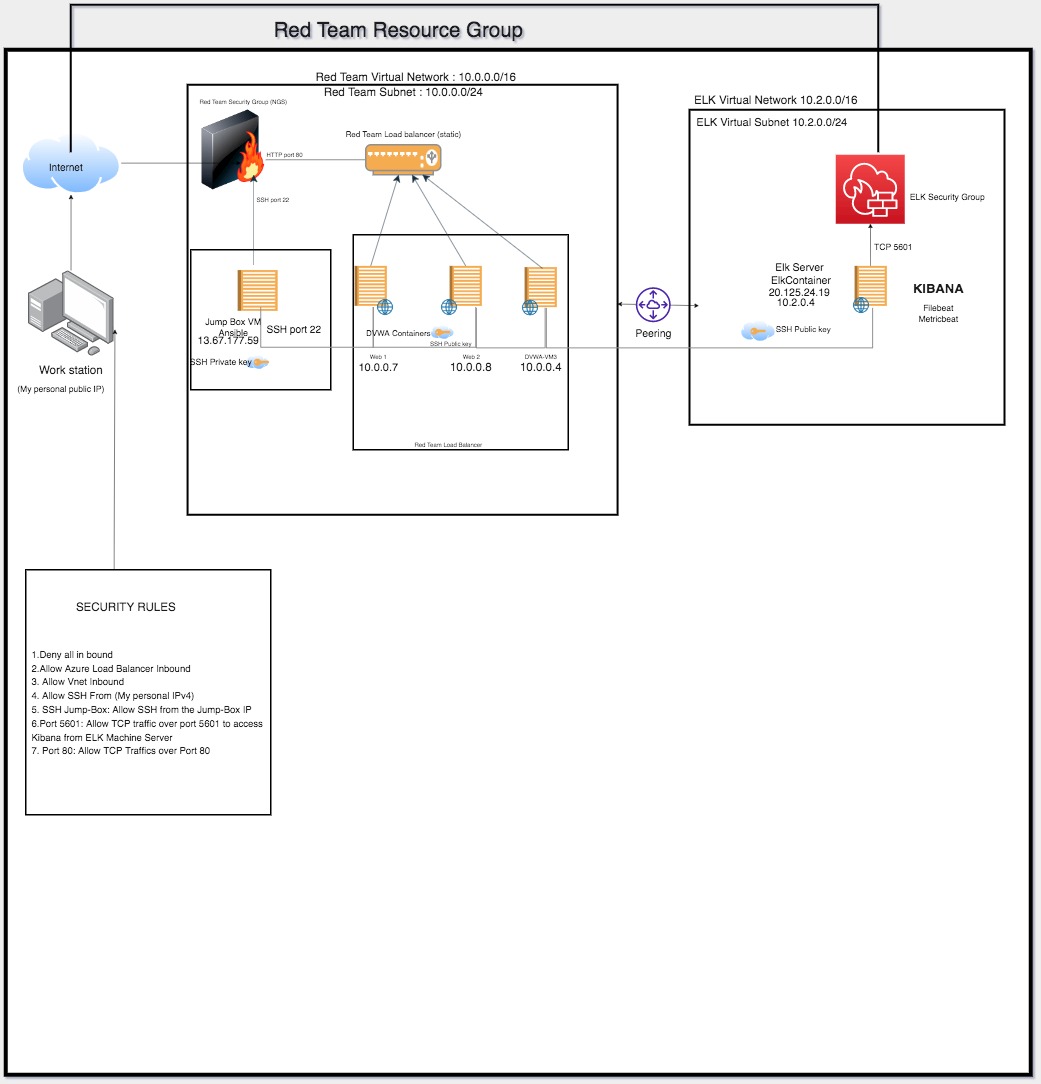 Red Team Resource Group
Red Team Virtual Network : 10.0.0.0/16
Red Team Subnet : 10.0.0.0/24
Red Team Security Group (NGS)
Red Team Load balancer (static)
HTTP port 80
SSH port 22
Internet
Work station
(My personal public IP)
Jump Box VM
Ansible
13.67.177.59
SSH port 22
SSH Private key
DVWA Containers
SSH Public key
Web 1
10.0.0.7
Web 2
10.0.0.8
DVWA-VM3
10.0.0.4
Red Team Load Balancer
Peering
ELK Virtual Network 10.2.0.0/16
ELK Virtual Subnet 10.2.0.0/24
ELK Security Group
TCP 5601
Elk Server
ElkContainer
20.125.24.19
10.2.0.4
KIBANA
Filebeat
Metricbeat
SSH Public key
SECURITY RULES
1.Deny all in bound
2.Allow Azure Load Balancer Inbound
3. Allow Vnet Inbound
4. Allow SSH From (My personal IPv4)
5. SSH Jump-Box: Allow SSH from the Jump-Box IP
6.Port 5601: Allow TCP traffic over port 5601 to access
Kibana from ELK Machine Server
7. Port 80: Allow TCP Traffics over Port 80